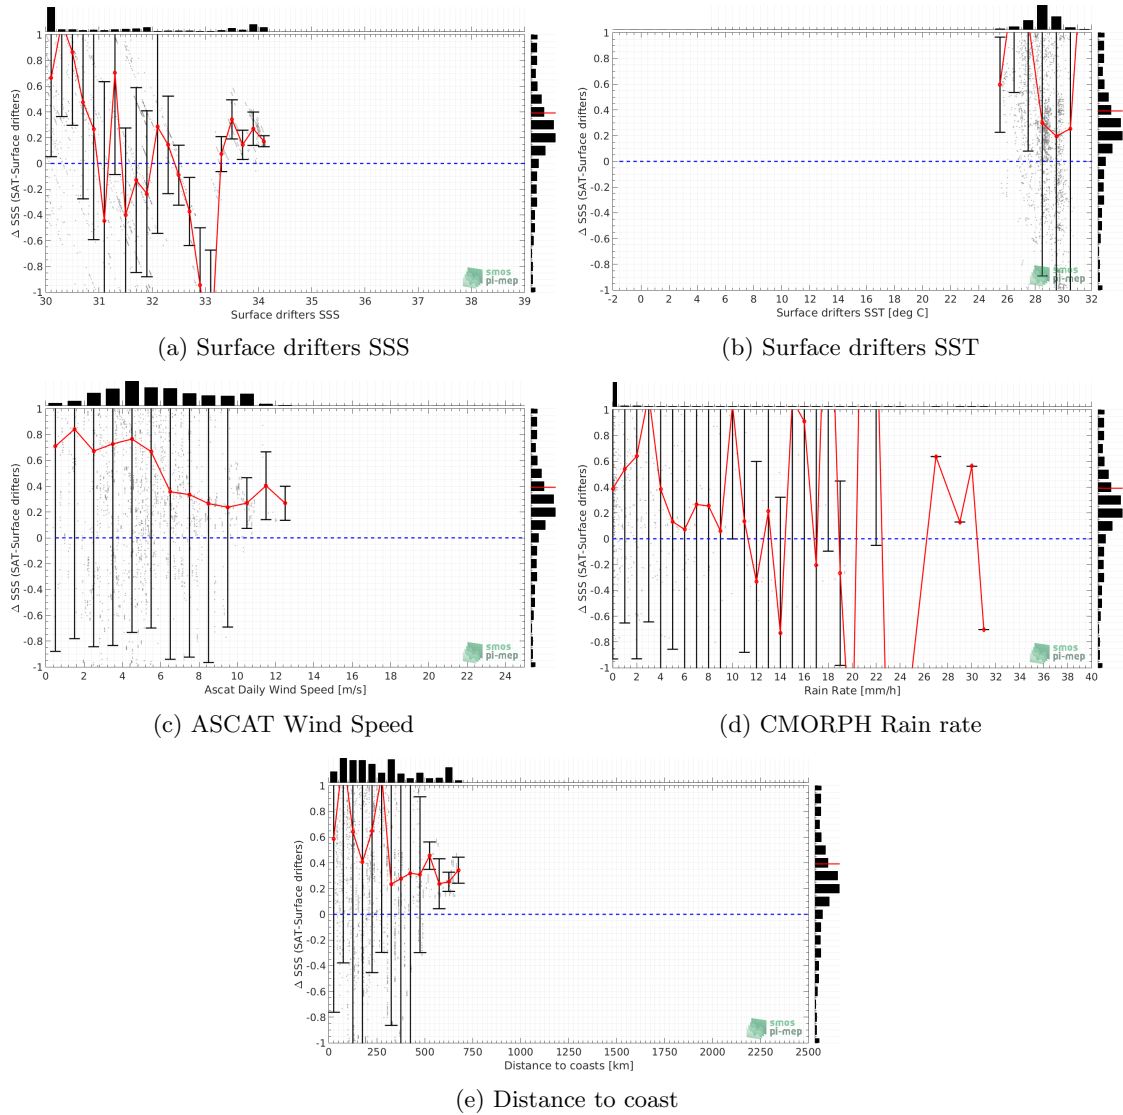 1
0.8
0.6
0.4
0.2
0
-0.2
-0.4
-0.6
-0.8
-1
Δ SSS (SAT-Surface drifters)
30 31 32 33 34 35 36 37 38 39
Surface drifters SSS
smos
pi-mep
(a) Surface drifters SSS
1
0.8
0.6
0.4
0.2
0
-0.2
-0.4
-0.6
-0.8
-1
Δ SSS (SAT-Surface drifters)
-2 0 2 4 6 8 10 12 14 16 18 20 22 24 26 28 30 32
Surface drifters SST [deg C]
smos
pi-mep
(b) Surface drifters SST
1
0.8
0.6
0.4
0.2
0
-0.2
-0.4
-0.6
-0.8
-1
Δ SSS (SAT-Surface drifters)
0 2 4 6 8 10 12 14 16 18 20 22 24
Ascat Daily Wind Speed [m/s]
smos
pi-mep
(c) ASCAT Wind Speed
1
0.8
0.6
0.4
0.2
0
-0.2
-0.4
-0.6
-0.8
-1
Δ SSS (SAT-Surface drifters)
0 2 4 6 8 10 12 14 16 18 20 22 24 26 28 30 32 34 36 38 40
Rain Rate [mm/h]
smos
pi-mep
(d) CMORPH Rain rate
1
0.8
0.6
0.4
0.2
0
-0.2
-0.4
-0.6
-0.8
-1
Δ SSS (SAT-Surface drifters)
0 250 500 750 1000 1250 1500 1750 2000 2250 2500
Distance to coasts [km]
smos
pi-mep
(e) Distance to coast